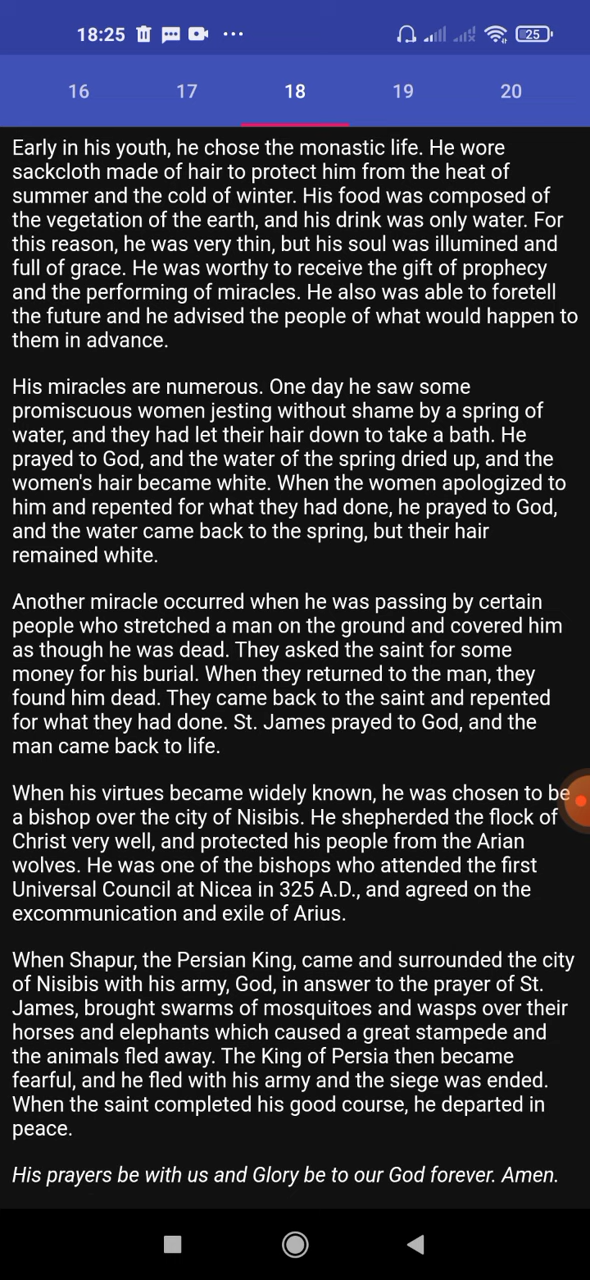 18:25
25
16 17 18 19 20
Early in his youth, he chose the monastic life. He wore
sackcloth made of hair to protect him from the heat of
summer and the cold of winter. His food was composed of
the vegetation of the earth, and his drink was only water. For
this reason, he was very thin, but his soul was illumined and
full of grace. He was worthy to receive the gift of prophecy
and the performing of miracles. He also was able to foretell
the future and he advised the people of what would happen to
them in advance.
His miracles are numerous. One day he saw some
promiscuous women jesting without shame by a spring of
water, and they had let their hair down to take a bath. He
prayed to God, and the water of the spring dried up, and the
women's hair became white. When the women apologized to
him and repented for what they had done, he prayed to God,
and the water came back to the spring, but their hair
remained white.
Another miracle occurred when he was passing by certain
people who stretched a man on the ground and covered him
as though he was dead. They asked the saint for some
money for his burial. When they returned to the man, they
found him dead. They came back to the saint and repented
for what they had done. St. James prayed to God, and the
man came back to life.
When his virtues became widely known, he was chosen to be
a bishop over the city of Nisibis. He shepherded the flock of
Christ very well, and protected his people from the Arian
wolves. He was one of the bishops who attended the first
Universal Council at Nicea in 325 A.D., and agreed on the
excommunication and exile of Arius.
When Shapur, the Persian King, came and surrounded the city
of Nisibis with his army, God, in answer to the prayer of St.
James, brought swarms of mosquitoes and wasps over their
horses and elephants which caused a great stampede and
the animals fled away. The King of Persia then became
fearful, and he fled with his army and the siege was ended.
When the saint completed his good course, he departed in
peace.
His prayers be with us and Glory be to our God forever. Amen.